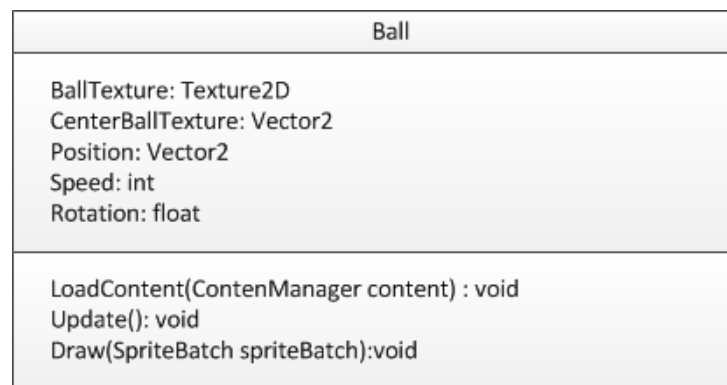 Ball
BallTexture: Texture2D
CenterBallTexture: Vector2
Position: Vector2
Speed: int
Rotation: float
LoadContent(ContenManager content) : void
Update(): void
Draw(SpriteBatch spriteBatch):void